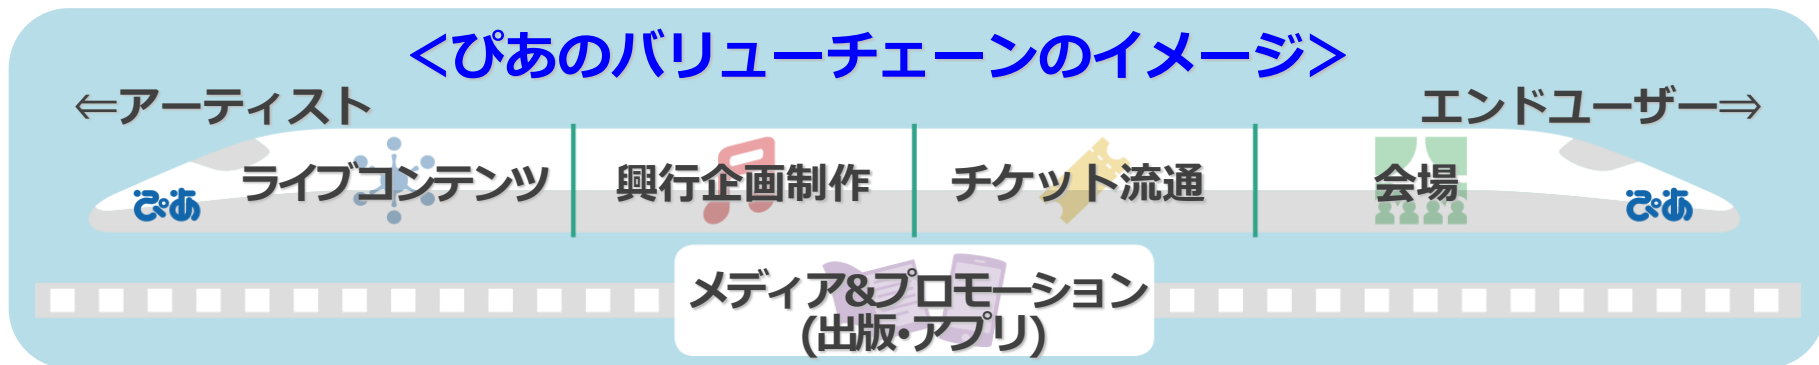 <ぴあのバリューチェーンのイメージ>
⇐アーティスト
エンドユーザー⇒
ライブコンテンツ
興行企画制作
チケット流通
会場
ぴあ
ぴあ
メディア&プロモーション
(出版・アプリ)